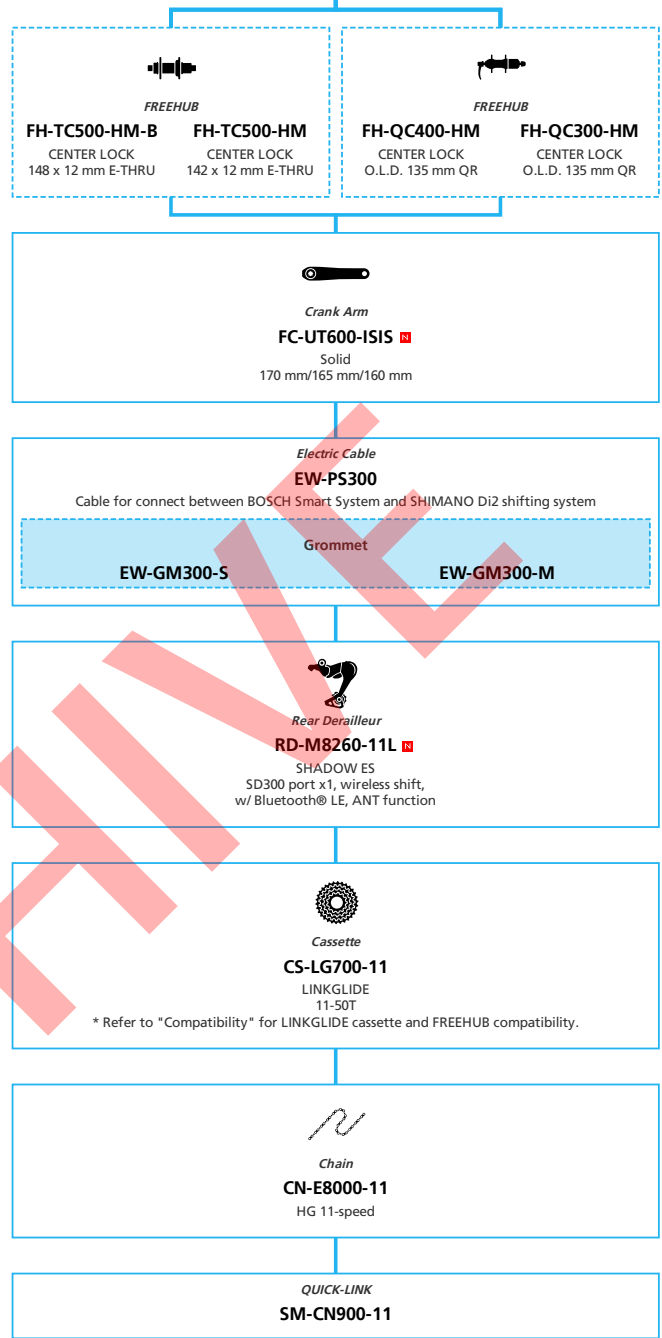 FREEHUB
FH-TC500-HM-B FH-TC500-HM
CENTER LOCK CENTER LOCK
148 x 12 mm E-THRU 142 x 12 mm E-THRU
FREEHUB
FH-QC400-HM FH-QC300-HM
CENTER LOCK CENTER LOCK
O.L.D. 135 mm QR O.L.D. 135 mm QR
Crank Arm
FC-UT600-ISIS N
Solid
170 mm/165 mm/160 mm
Electric Cable
EW-PS300
Cable for connect between BOSCH Smart System and SHIMANO Di2 shifting system
Grommet
EW-GM300-S EW-GM300-M
Rear Derailleur
RD-M8260-11L N
SHADOW ES
SD300 port x1, wireless shift,
w/ Bluetooth® LE, ANT function
Cassette
CS-LG700-11
LINKGLIDE
11-50T
* Refer to "Compatibility" for LINKGLIDE cassette and FREEHUB compatibility.
Chain
CN-E8000-11
HG 11-speed
QUICK-LINK
SM-CN900-11
HIVE